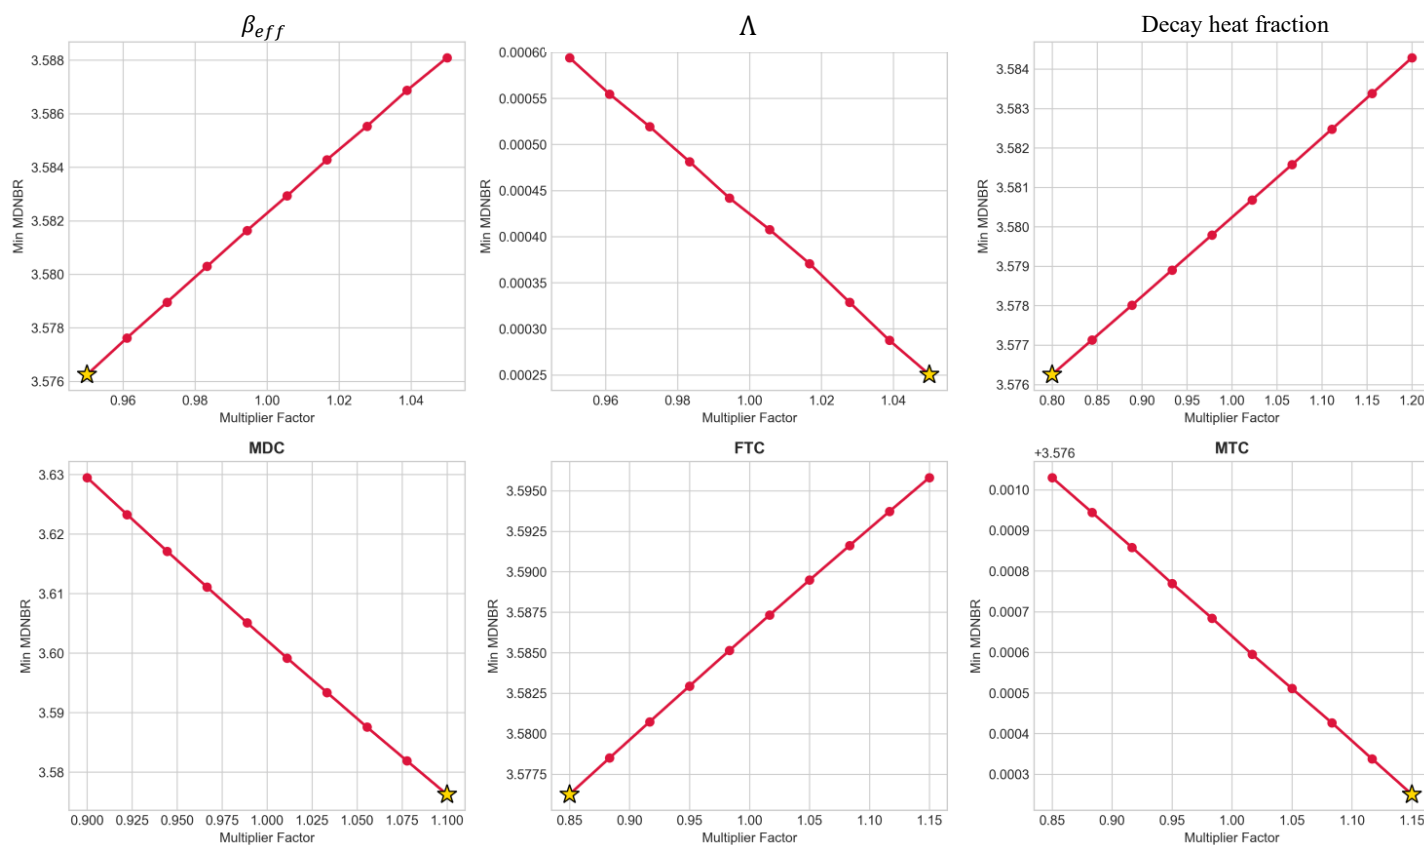 β_eff
3.588
3.586
3.584
3.582
3.580
3.578
3.576
Min MDNBR
0.96 0.98 1.00 1.02 1.04
Multiplier Factor
Λ
0.00060
0.00055
0.00050
0.00045
0.00040
0.00035
0.00030
0.00025
Min MDNBR
0.96 0.98 1.00 1.02 1.04
Multiplier Factor
Decay heat fraction
3.584
3.583
3.582
3.581
3.580
3.579
3.578
3.577
3.576
Min MDNBR
0.80 0.85 0.90 0.95 1.00 1.05 1.10 1.15 1.20
Multiplier Factor
MDC
3.63
3.62
3.61
3.60
3.59
3.58
Min MDNBR
0.900 0.925 0.950 0.975 1.000 1.025 1.050 1.075 1.100
Multiplier Factor
FTC
3.5950
3.5925
3.5900
3.5875
3.5850
3.5825
3.5800
3.5775
Min MDNBR
0.85 0.90 0.95 1.00 1.05 1.10 1.15
Multiplier Factor
MTC
+3.576
0.0010
0.0009
0.0008
0.0007
0.0006
0.0005
0.0004
0.0003
Min MDNBR
0.85 0.90 0.95 1.00 1.05 1.10 1.15
Multiplier Factor